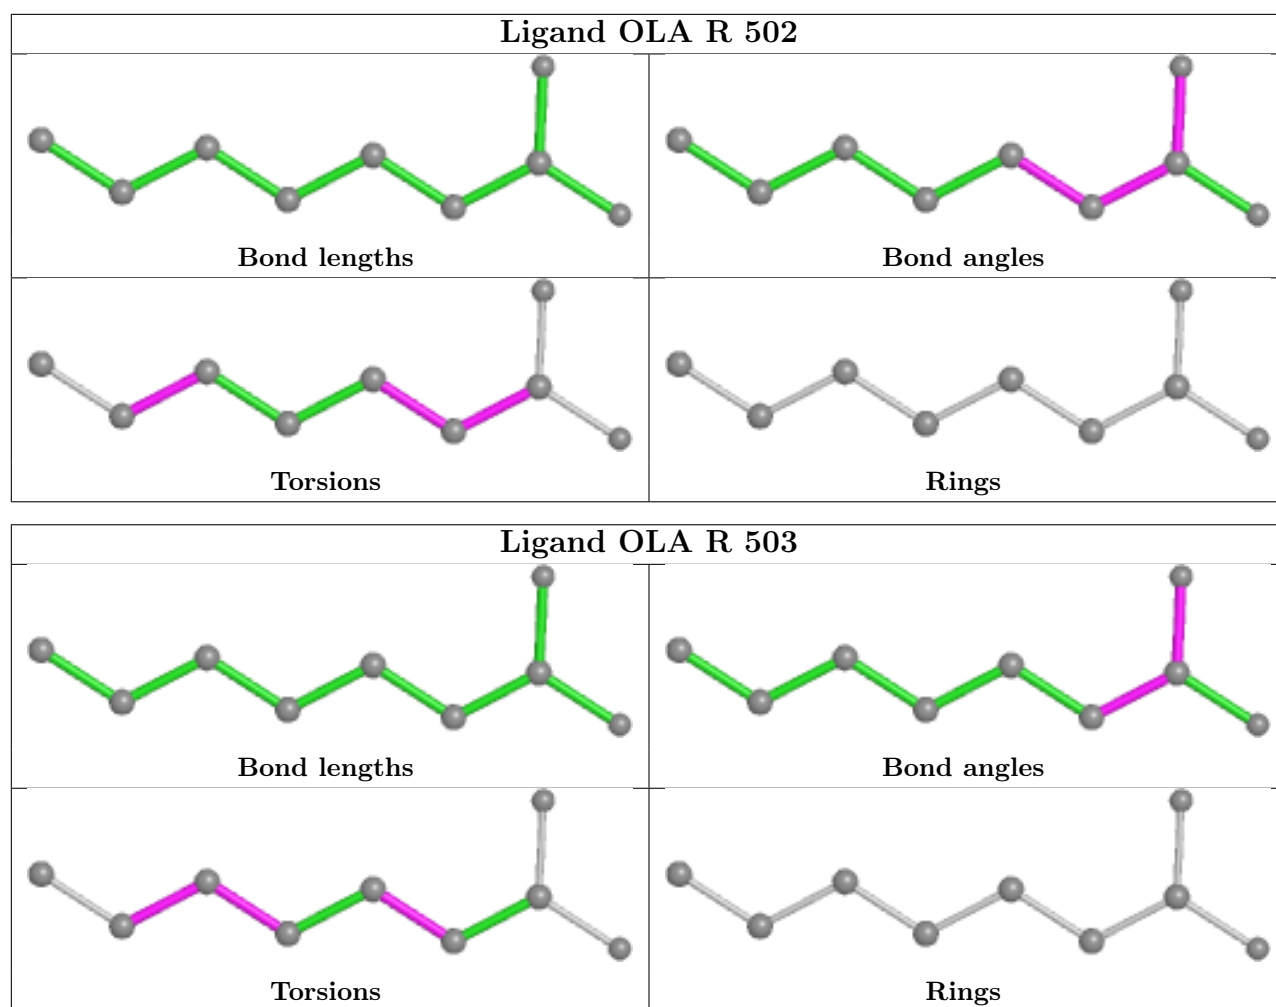 Ligand OLA R 502
Bond lengths
Bond angles
Torsions
Rings
Ligand OLA R 503
Bond lengths
Bond angles
Torsions
Rings